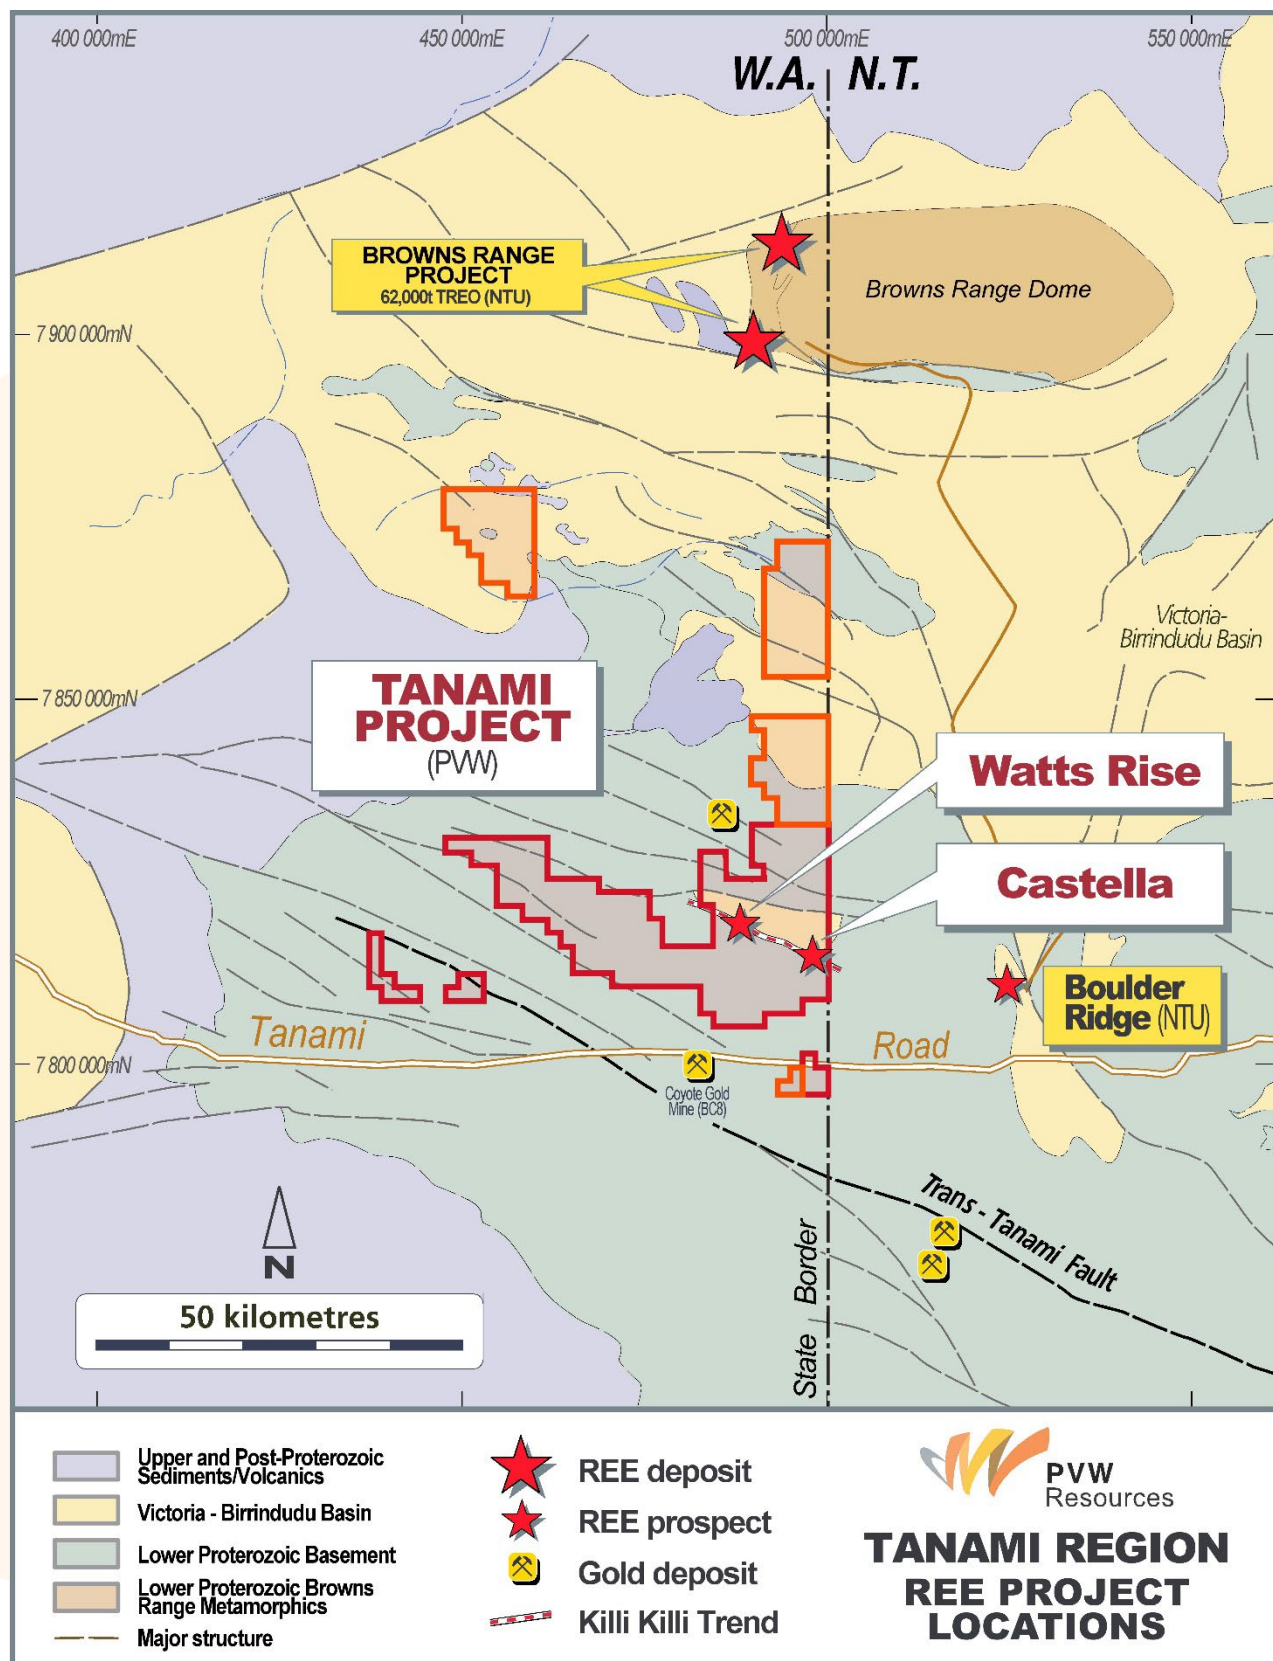 400 000mE
450 000mE
500 000mE
550 000mE
W.A.
N.T.
BROWNS RANGE
PROJECT
62,000t TREO (NTU)
Browns Range Dome
7 900 000mN
Victoria-
Birrindudu Basin
7 850 000mN
TANAMI
PROJECT
(PVW)
Watts Rise
Castella
Boulder
Ridge (NTU)
Tanami
Road
7 800 000mN
Coyote Gold
Mine (BC8)
Trans - Tanami Fault
N
State Border
50 kilometres
Upper and Post-Proterozoic
Sediments/Volcanics
Victoria - Birrindudu Basin
Lower Proterozoic Basement
Lower Proterozoic Browns
Range Metamorphics
Major structure
REE deposit
REE prospect
Gold deposit
Killi Killi Trend
PVW
Resources
TANAMI REGION
REE PROJECT
LOCATIONS